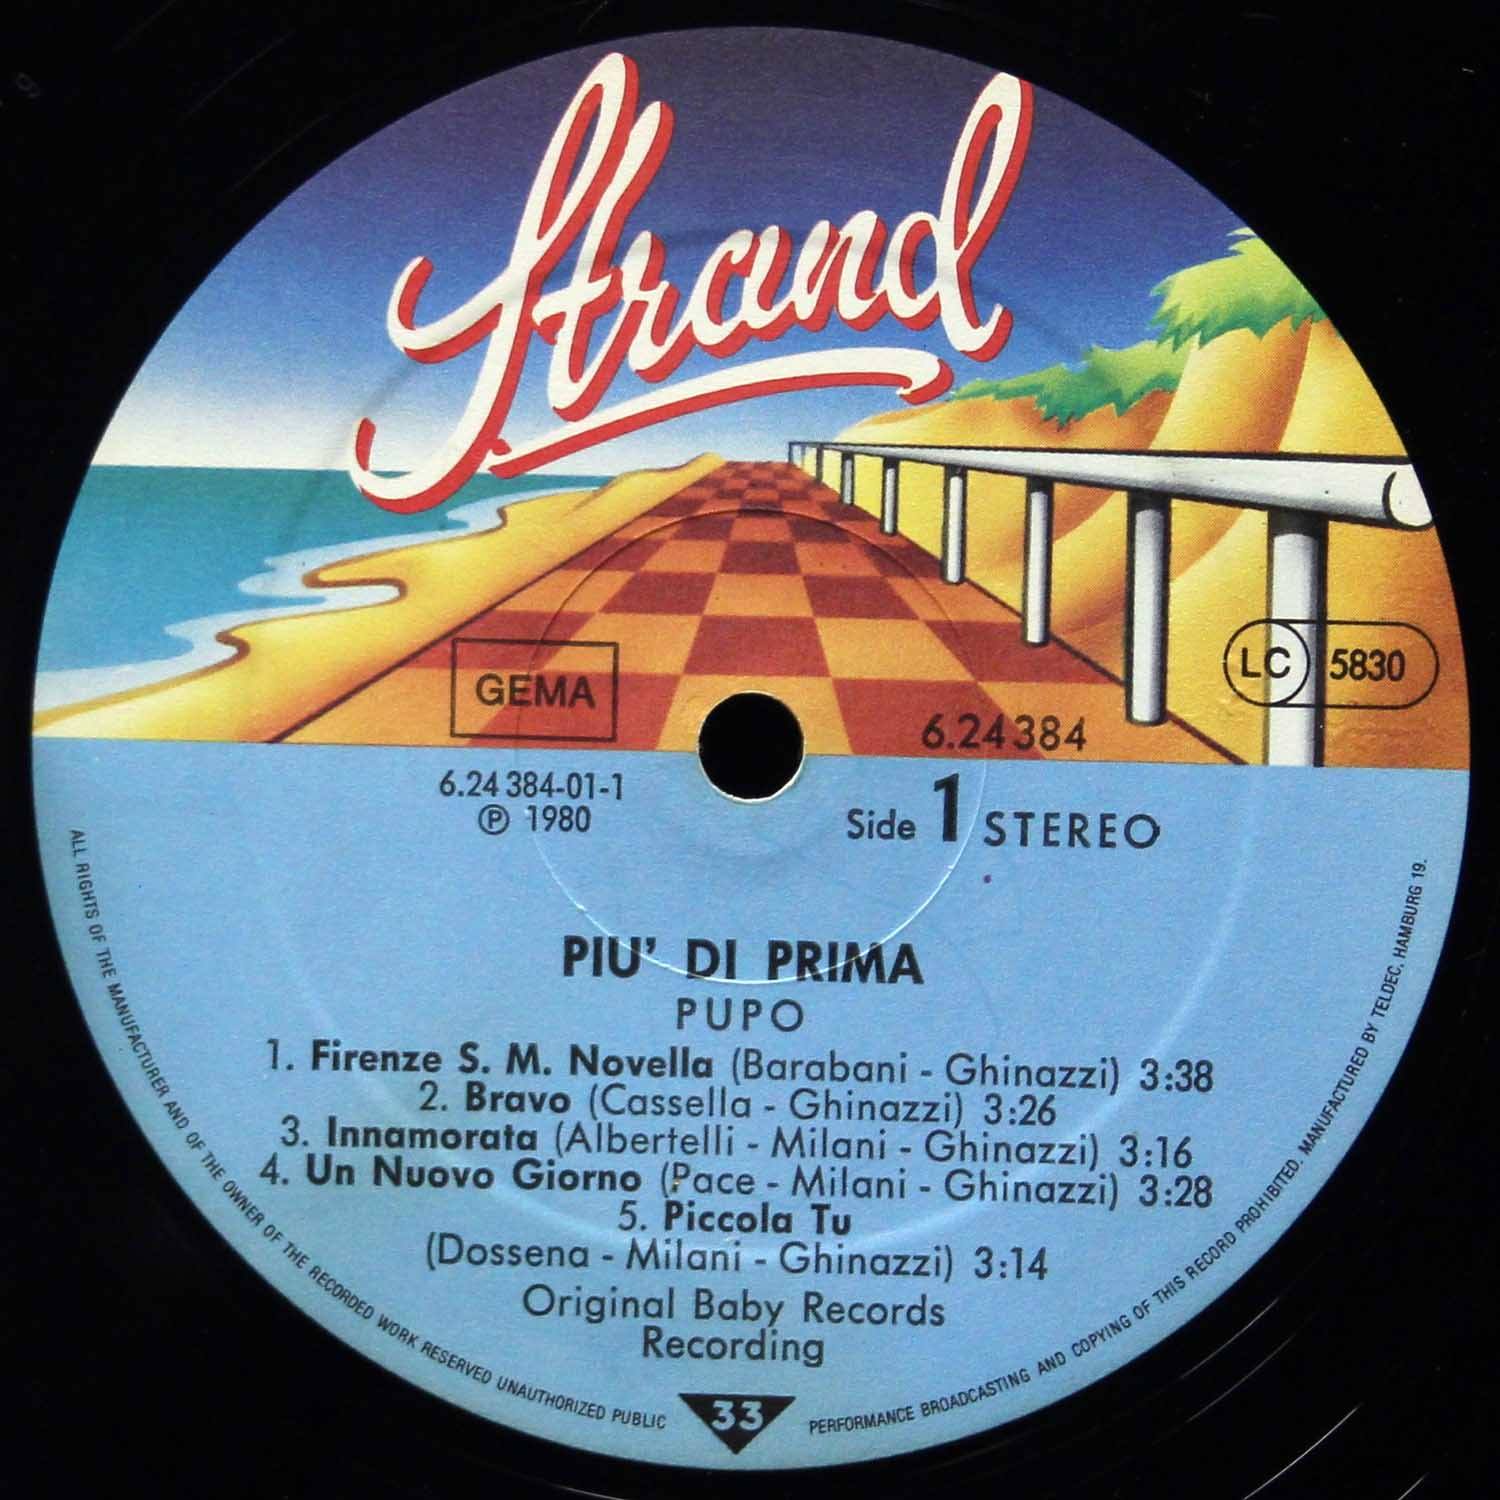 Strand
GEMA
LC 5830
6.24384
6.24384-01-1
℗ 1980
Side 1 STEREO
PIU' DI PRIMA
PUPO
1. Firenze S. M. Novella (Barabani - Ghinazzi) 3:38
2. Bravo (Cassella - Ghinazzi) 3:26
3. Innamorata (Albertelli - Milani - Ghinazzi) 3:16
4. Un Nuovo Giorno (Pace - Milani - Ghinazzi) 3:28
5. Piccola Tu
(Dossena - Milani - Ghinazzi) 3:14
Original Baby Records
Recording
33
ALL RIGHTS OF THE MANUFACTURER AND OF THE OWNER OF THE RECORDED WORK RESERVED UNAUTHORIZED PUBLIC PERFORMANCE BROADCASTING AND COPYING OF THIS RECORD PROHIBITED. MANUFACTURED BY TELDEC, HAMBURG 19.